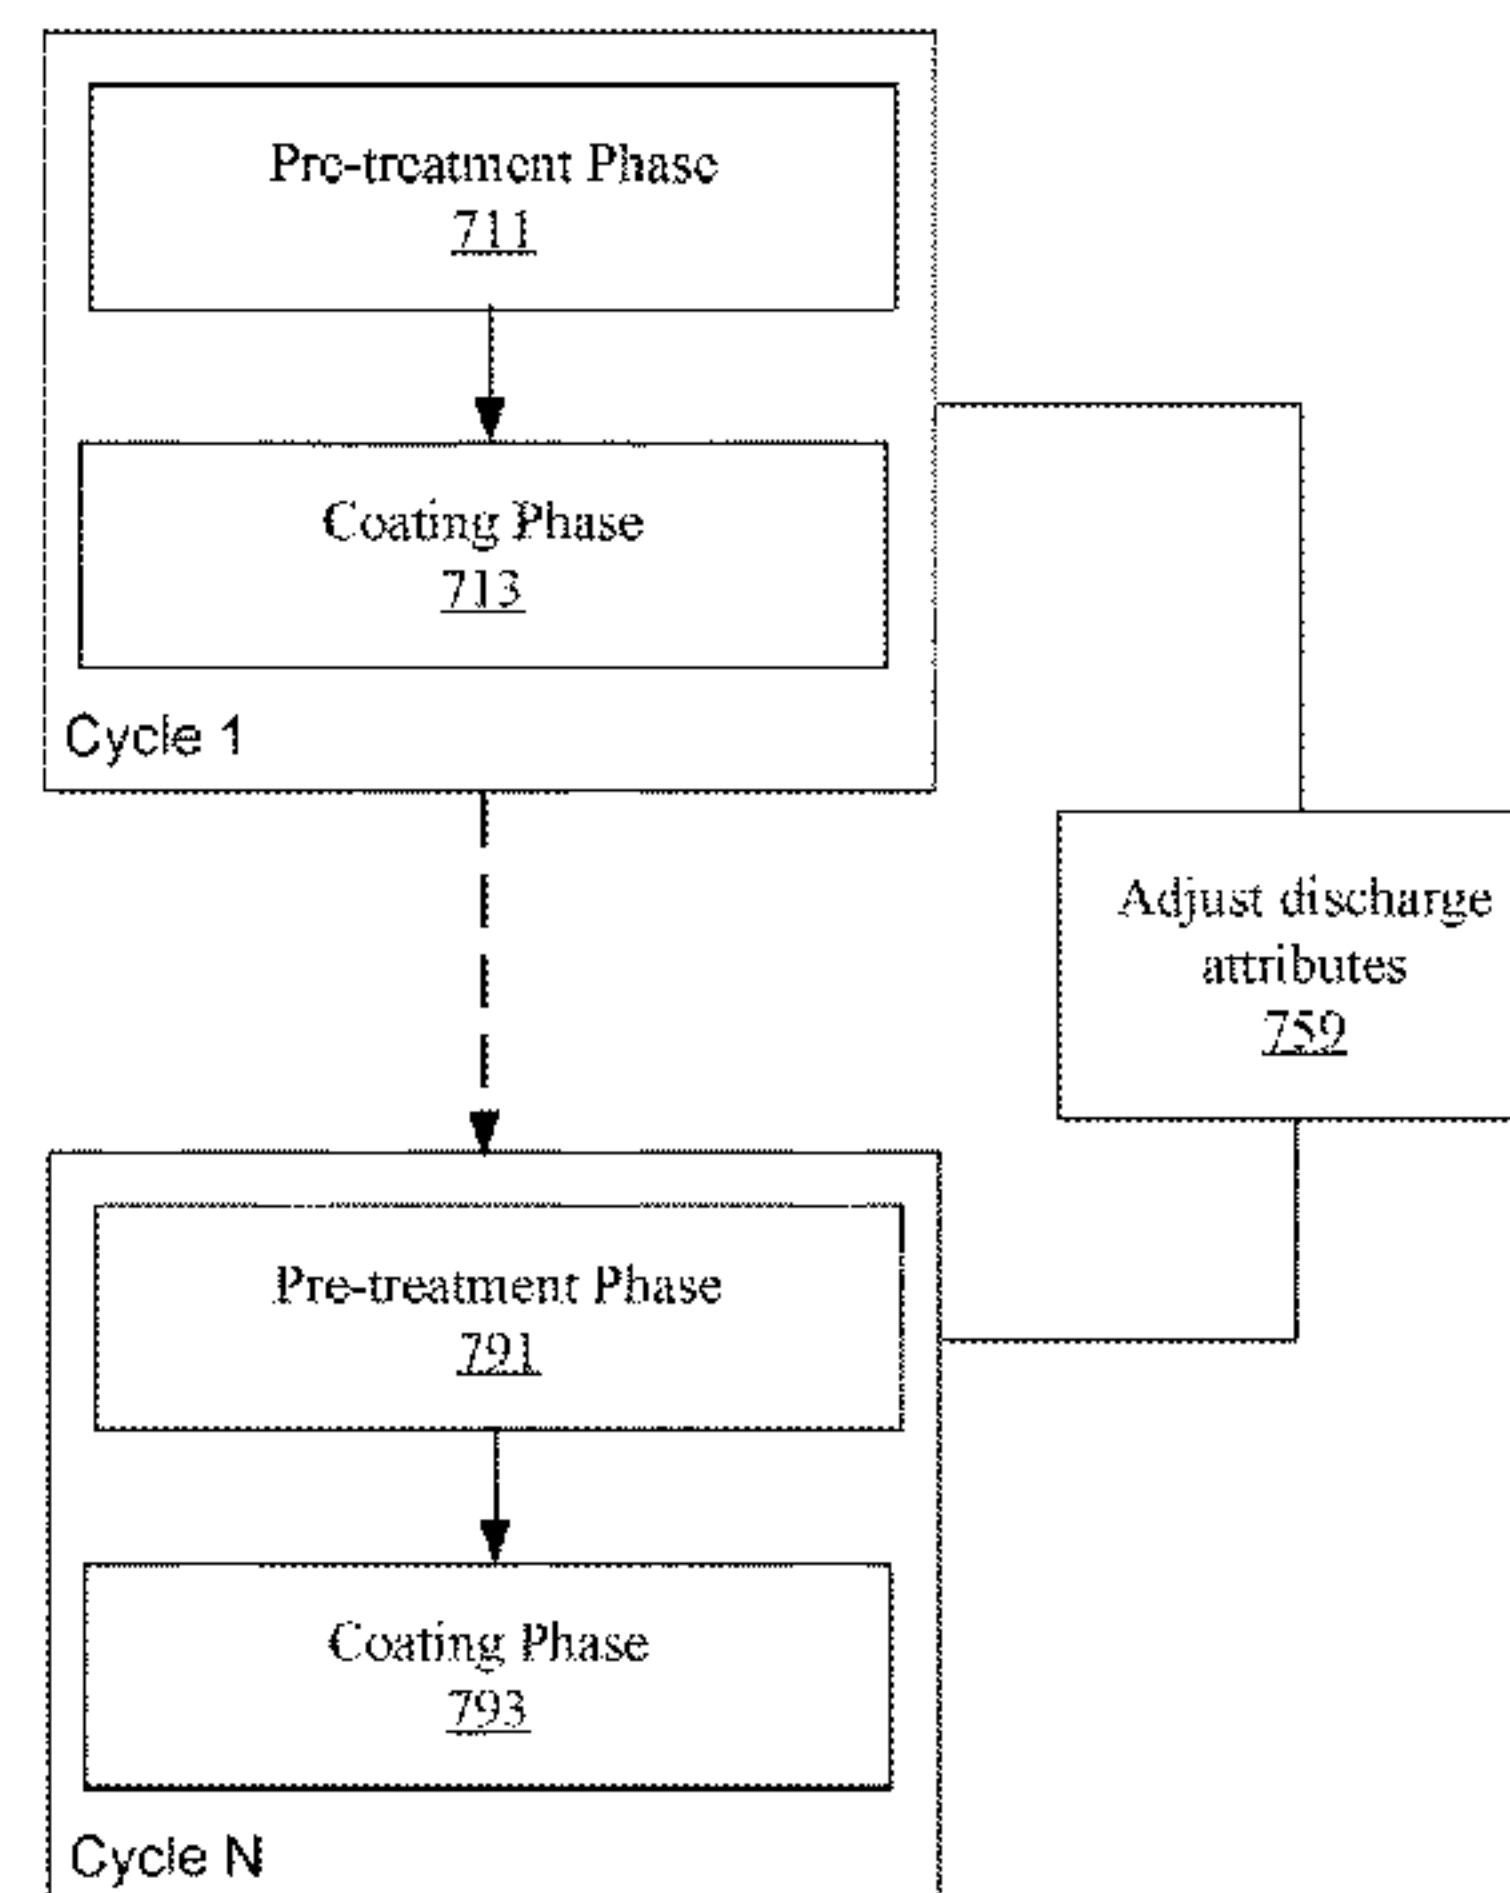 Pre-treatment Phase
711
Coating Phase
713
Cycle 1
Adjust discharge
attributes
759
Pre-treatment Phase
791
Coating Phase
793
Cycle N